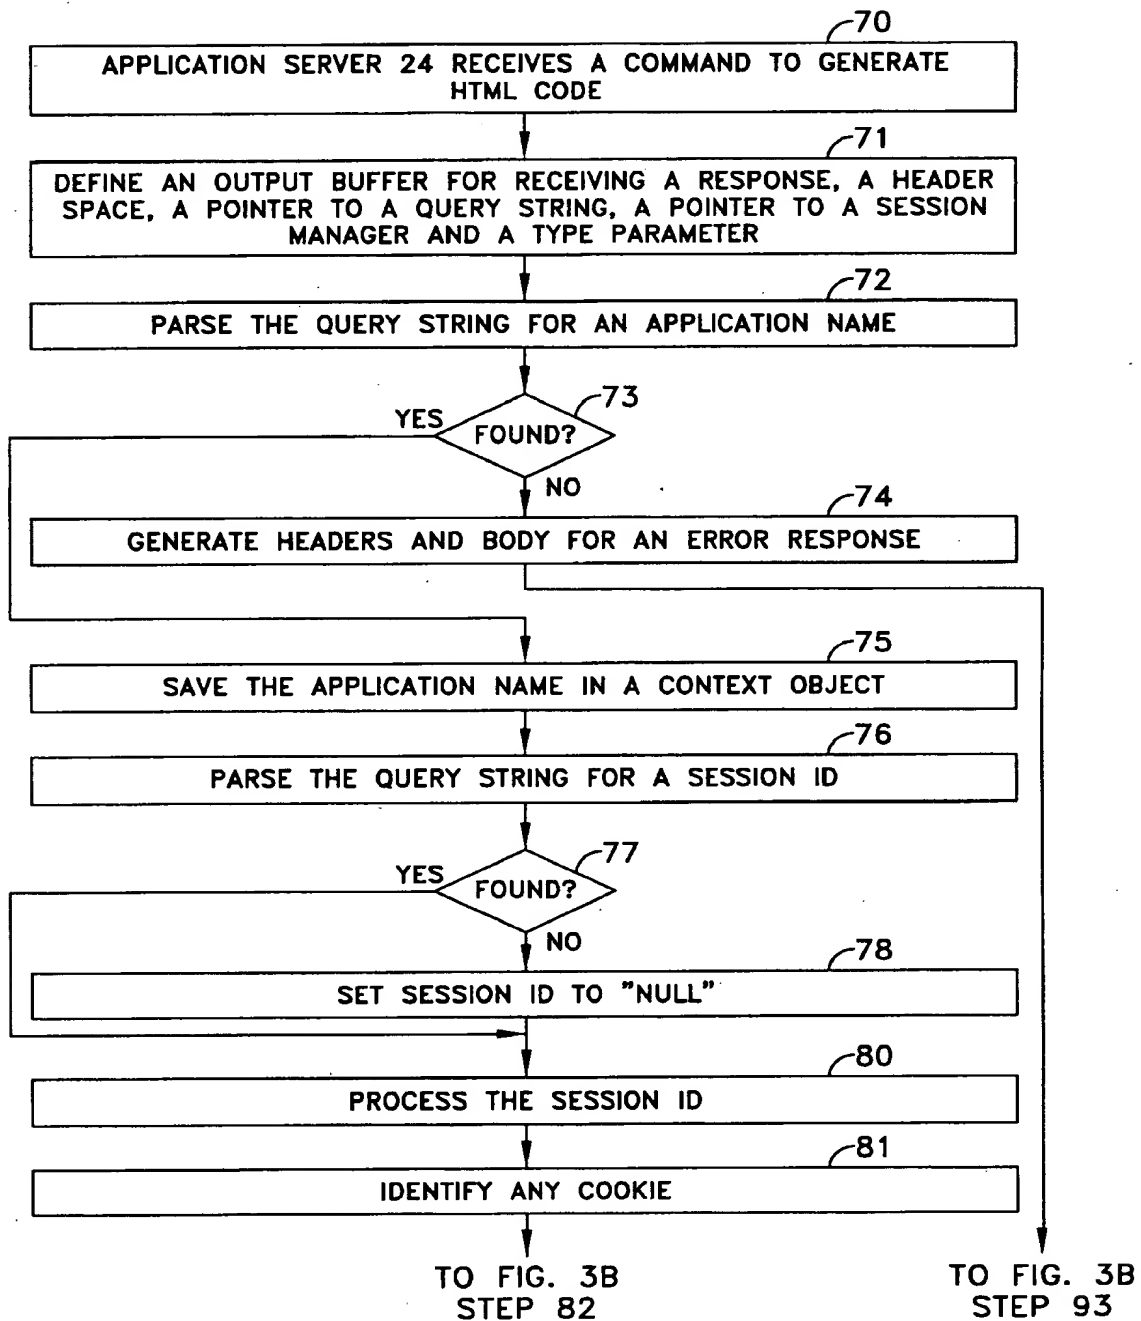 70
APPLICATION SERVER 24 RECEIVES A COMMAND TO GENERATE
HTML CODE
71
DEFINE AN OUTPUT BUFFER FOR RECEIVING A RESPONSE, A HEADER
SPACE, A POINTER TO A QUERY STRING, A POINTER TO A SESSION
MANAGER AND A TYPE PARAMETER
72
PARSE THE QUERY STRING FOR AN APPLICATION NAME
73
YES
FOUND?
NO
74
GENERATE HEADERS AND BODY FOR AN ERROR RESPONSE
75
SAVE THE APPLICATION NAME IN A CONTEXT OBJECT
76
PARSE THE QUERY STRING FOR A SESSION ID
77
YES
FOUND?
NO
78
SET SESSION ID TO "NULL"
80
PROCESS THE SESSION ID
81
IDENTIFY ANY COOKIE
TO FIG. 3B
STEP 82
TO FIG. 3B
STEP 93